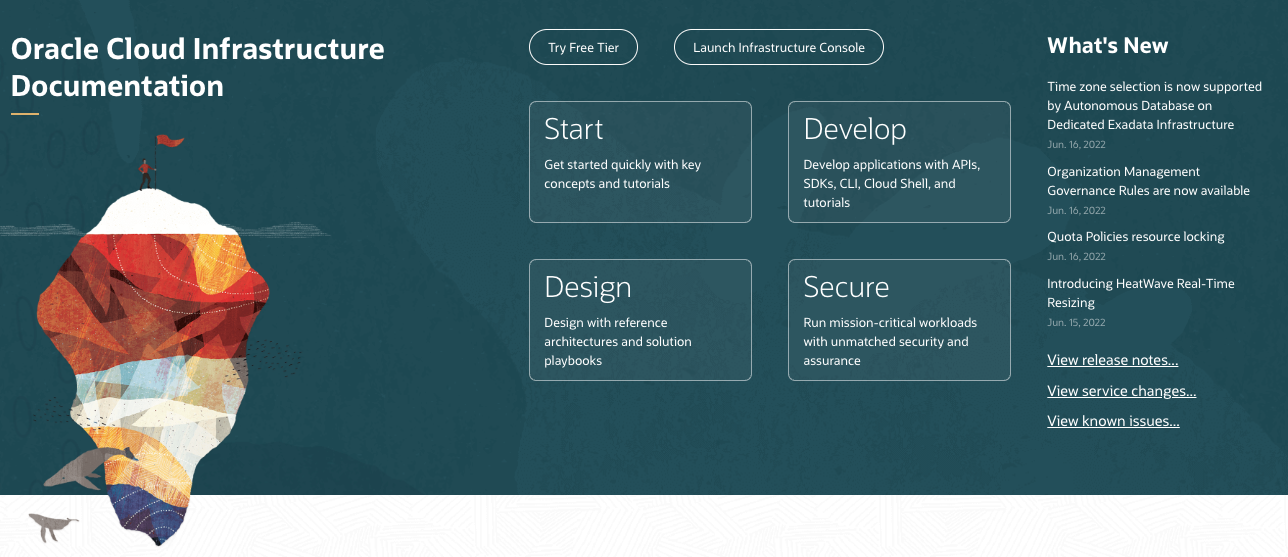 Oracle Cloud Infrastructure
Documentation
Try Free Tier
Launch Infrastructure Console
Start
Get started quickly with key
concepts and tutorials
Develop
Develop applications with APIs,
SDKs, CLI, Cloud Shell, and
tutorials
Design
Design with reference
architectures and solution
playbooks
Secure
Run mission-critical workloads
with unmatched security and
assurance
What's New
Time zone selection is now supported
by Autonomous Database on
Dedicated Exadata Infrastructure
Jun. 16, 2022
Organization Management
Governance Rules are now available
Jun. 16, 2022
Quota Policies resource locking
Jun. 16, 2022
Introducing HeatWave Real-Time
Resizing
Jun. 15, 2022
View release notes...
View service changes...
View known issues...